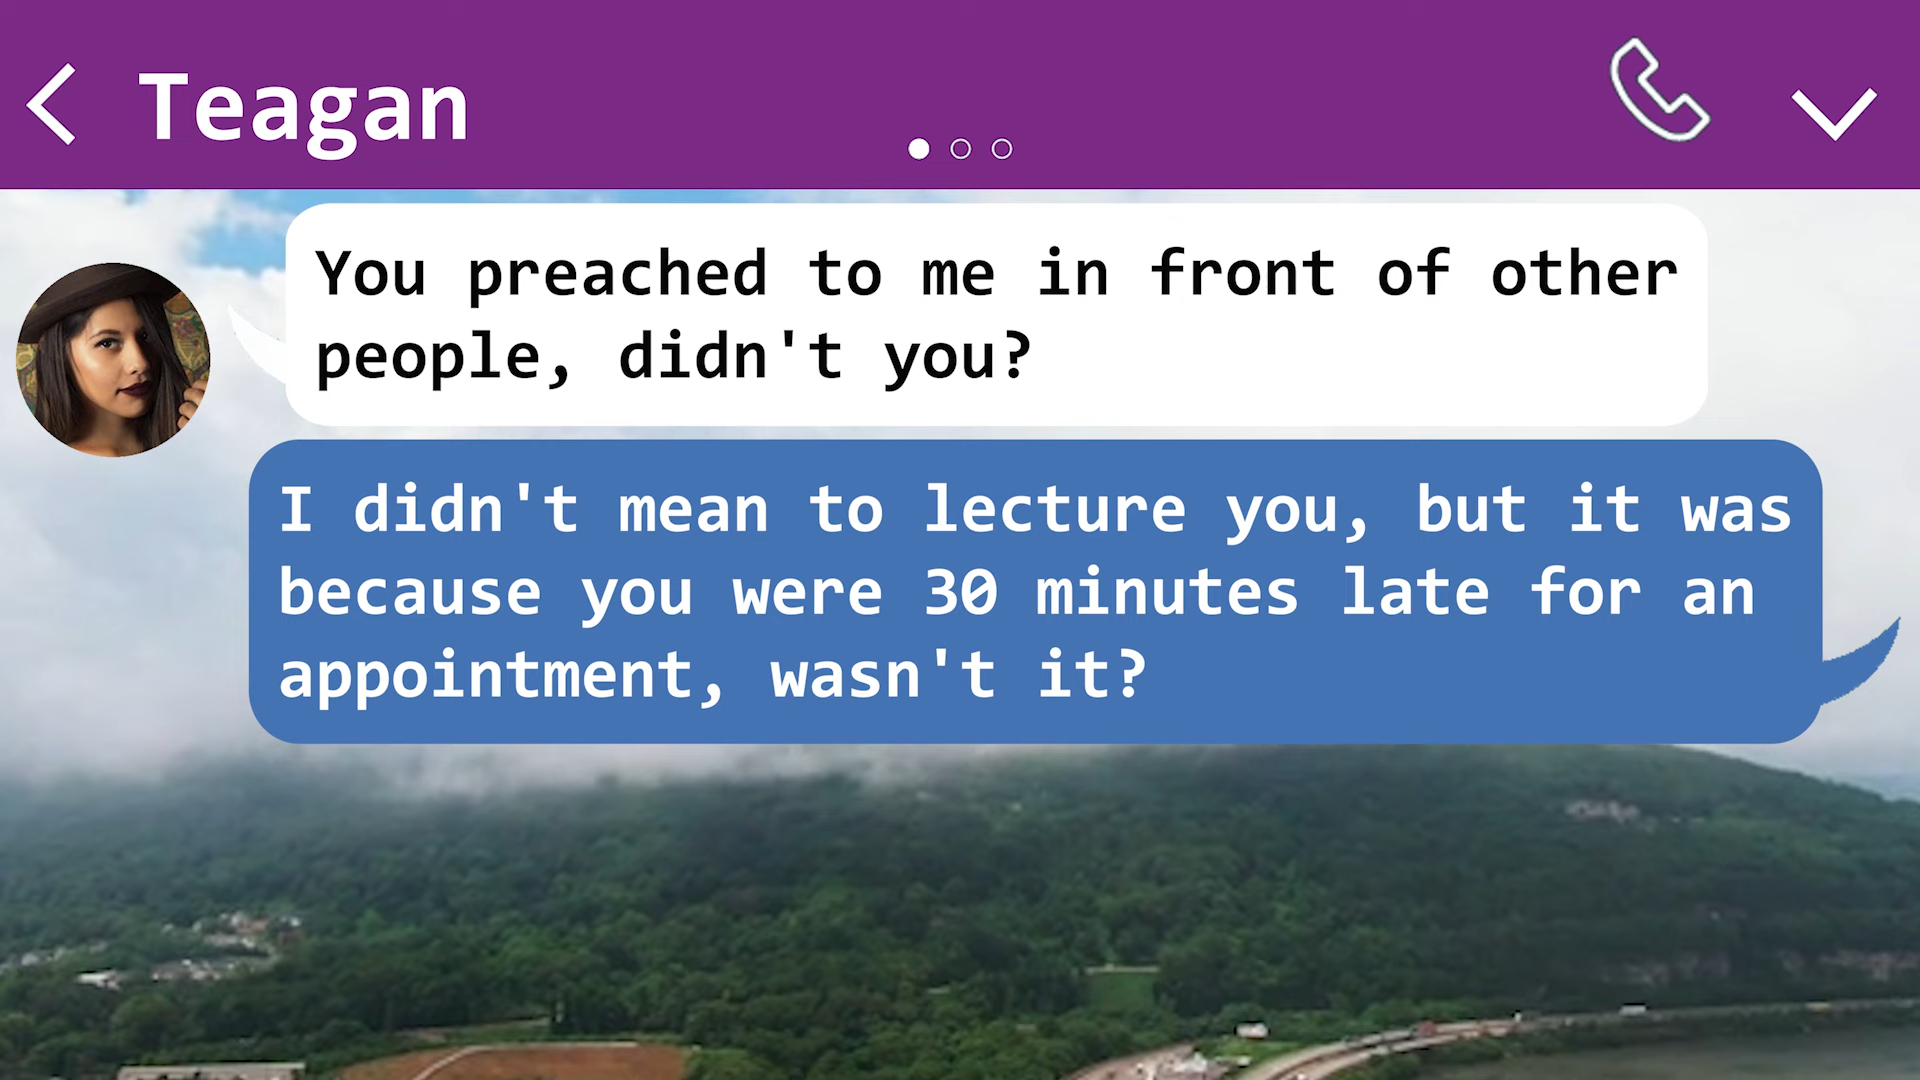 Teagan
You preached to me in front of other
people, didn't you?
I didn't mean to lecture you, but it was
because you were 30 minutes late for an
appointment, wasn't it?